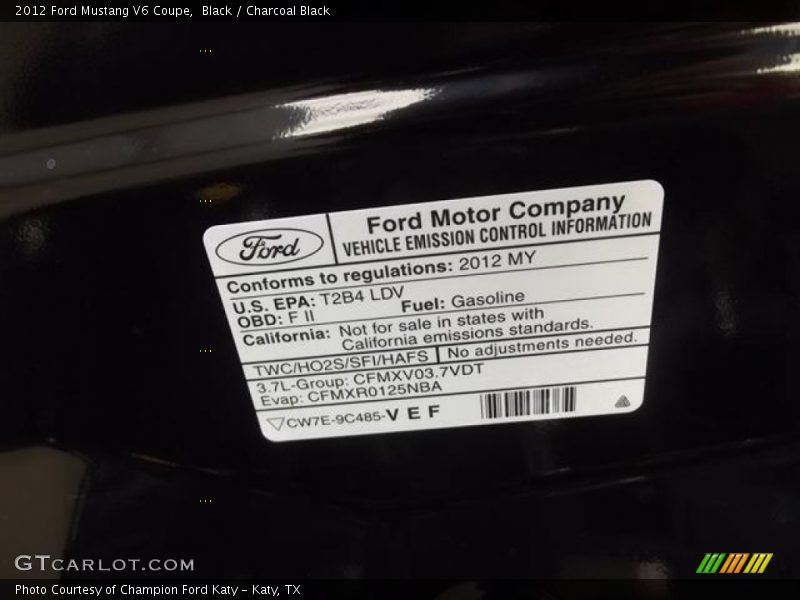 2012 Ford Mustang V6 Coupe, Black / Charcoal Black
Ford
Ford Motor Company
VEHICLE EMISSION CONTROL INFORMATION
Conforms to regulations: 2012 MY
U.S. EPA: T2B4 LDV
OBD: F II Fuel: Gasoline
California: Not for sale in states with
California emissions standards.
TWC/HO2S/SFI/HAFS No adjustments needed.
3.7L-Group: CFMXV03.7VDT
Evap: CFMXR0125NBA
CW7E-9C485-VEF
GTCARLOT.COM
Photo Courtesy of Champion Ford Katy - Katy, TX